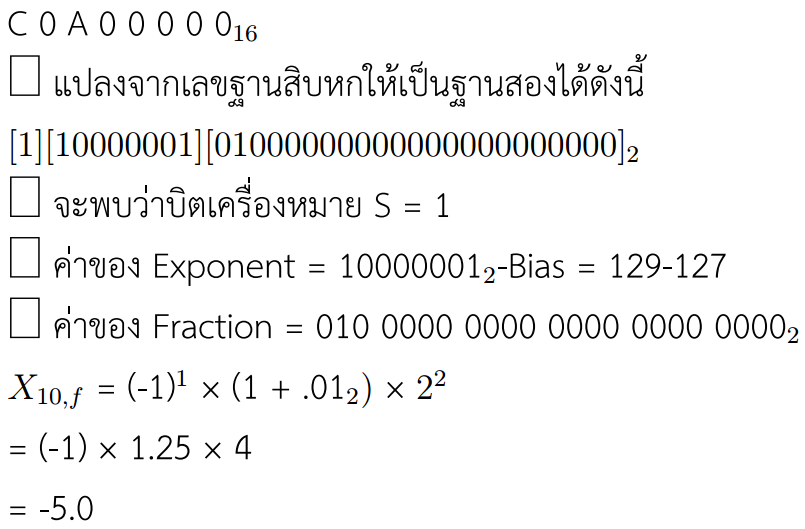 C 0 A 0 0 0 0 0₁₆
□ แปลงจากเลขฐานสิบหกให้เป็นฐานสองได้ดังนี้
[1][10000001][01000000000000000000000]₂
□ จะพบว่าบิตเครื่องหมาย S = 1
□ ค่าของ Exponent = 10000001₂-Bias = 129-127
□ ค่าของ Fraction = 010 0000 0000 0000 0000 0000₂
X₁₀,f = (-1)¹ × (1 + .01₂) × 2²
= (-1) × 1.25 × 4
= -5.0